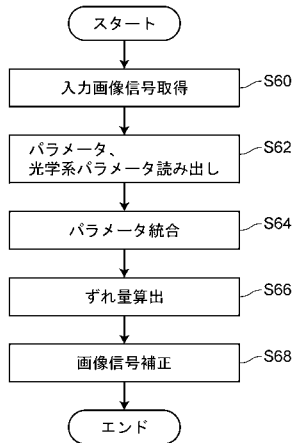 スタート
入力画像信号取得
S60
パラメータ、
光学系パラメータ読み出し
S62
パラメータ統合
S64
ずれ量算出
S66
画像信号補正
S68
エンド